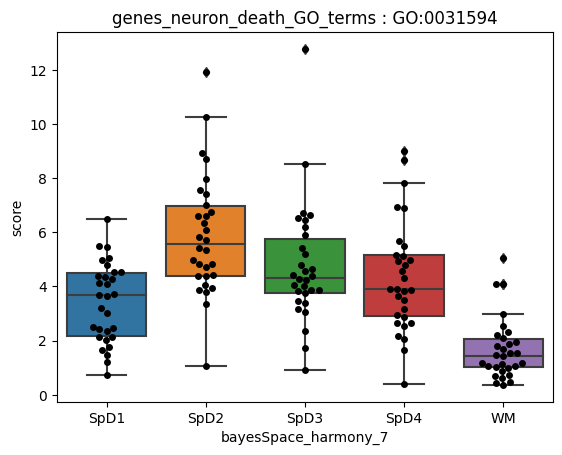 genes_neuron_death_GO_terms : GO:0031594
score
12
10
8
6
4
2
0
SpD1 SpD2 SpD3 SpD4 WM
bayesSpace_harmony_7